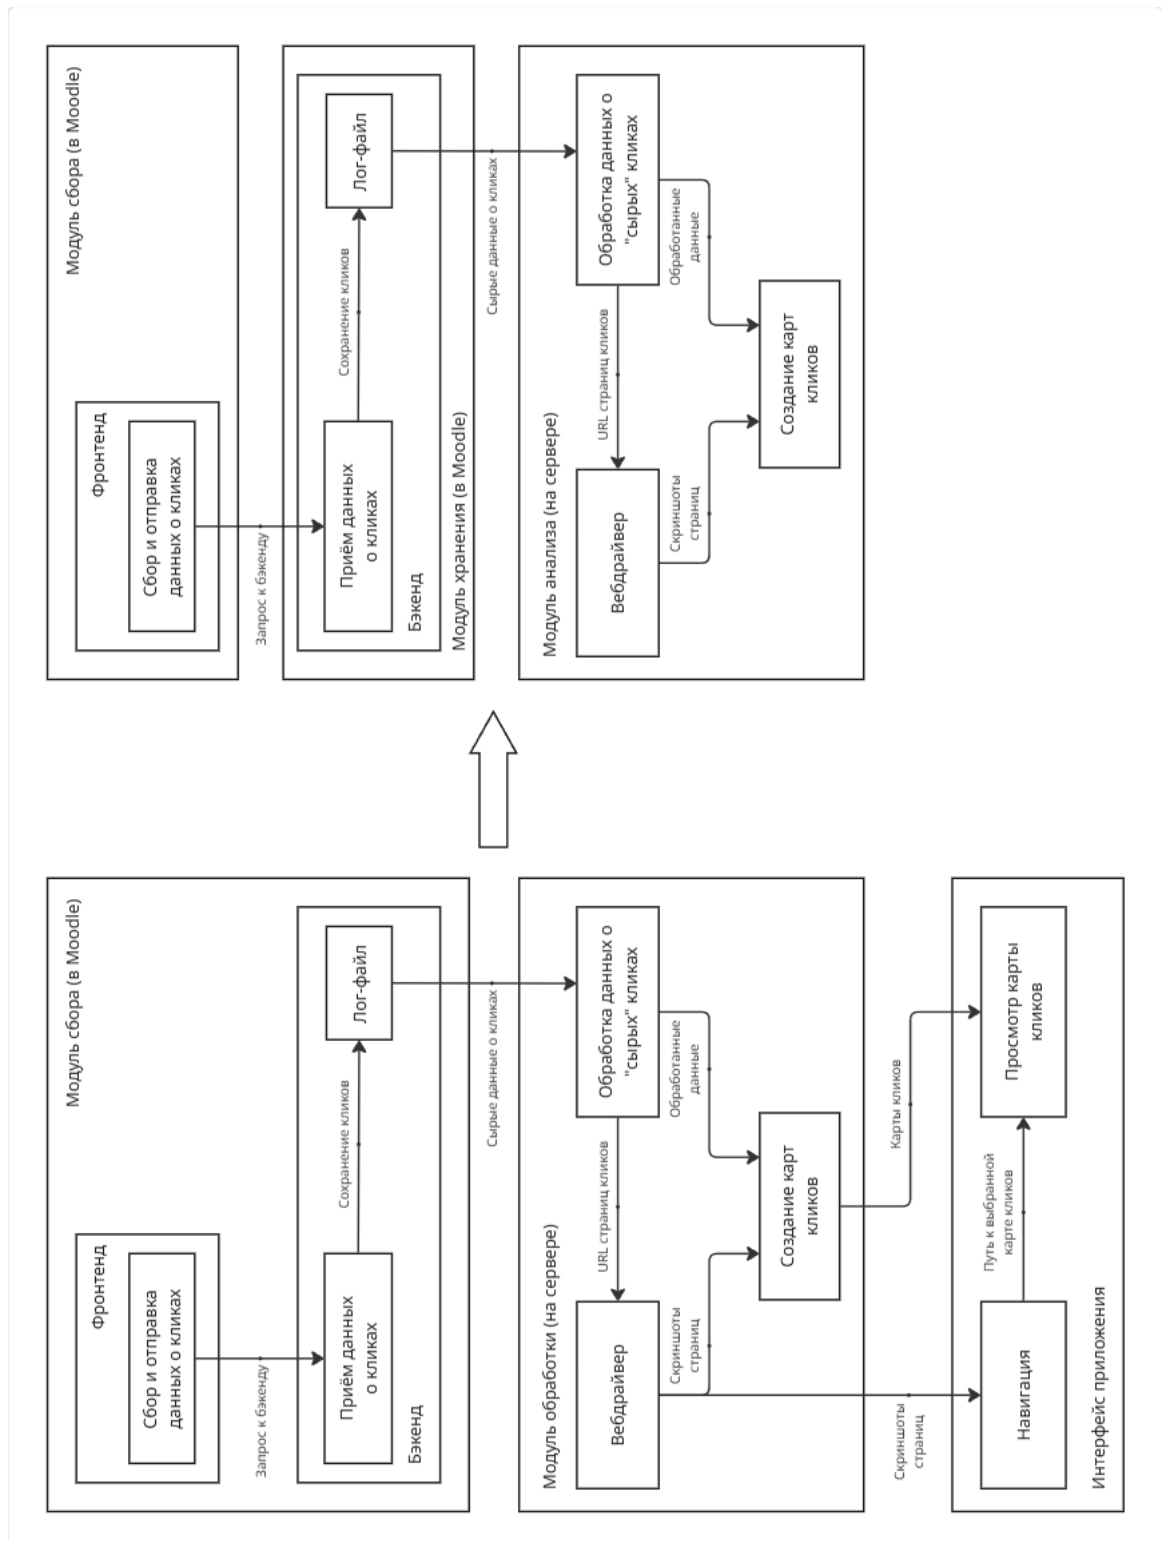 Модуль сбора (в Moodle)
Фронтенд
Сбор и отправка
данных о кликах
Запрос к бэкенду
Приём данных
о кликах
Сохранение кликов
Лог-файл
Бэкенд
Сырые данные о кликах
Модуль обработки (на сервере)
Обработка данных о
"сырых" кликах
URL страниц кликов
Вебдрайвер
Обработанные
данные
Скриншоты
страниц
Создание карт
кликов
Скриншоты
страниц
Карты кликов
Навигация
Путь к выбранной
карте кликов
Просмотр карты
кликов
Интерфейс приложения
Модуль сбора (в Moodle)
Фронтенд
Сбор и отправка
данных о кликах
Запрос к бэкенду
Приём данных
о кликах
Сохранение кликов
Лог-файл
Бэкенд
Модуль хранения (в Moodle)
Сырые данные о кликах
Модуль анализа (на сервере)
Обработка данных о
"сырых" кликах
URL страниц кликов
Вебдрайвер
Обработанные
данные
Скриншоты
страниц
Создание карт
кликов